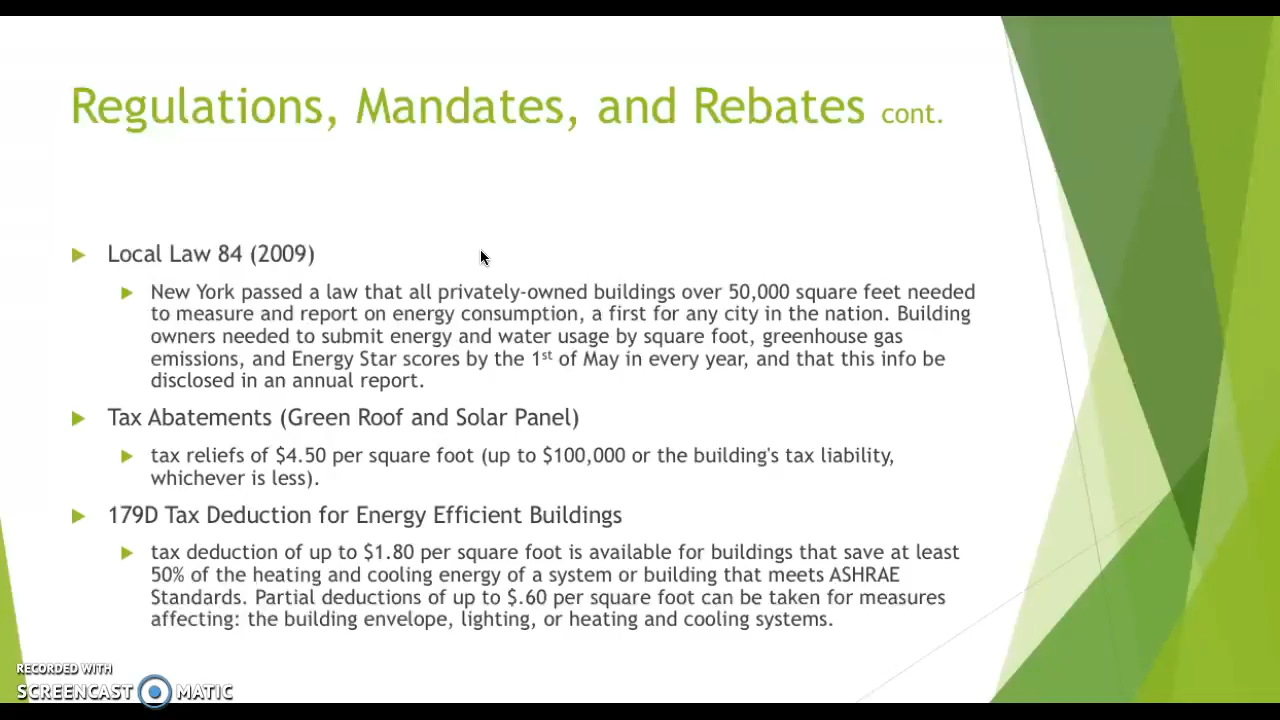 Regulations, Mandates, and Rebates cont.
Local Law 84 (2009)
New York passed a law that all privately-owned buildings over 50,000 square feet needed
to measure and report on energy consumption, a first for any city in the nation. Building
owners needed to submit energy and water usage by square foot, greenhouse gas
emissions, and Energy Star scores by the 1st of May in every year, and that this info be
disclosed in an annual report.
Tax Abatements (Green Roof and Solar Panel)
tax reliefs of $4.50 per square foot (up to $100,000 or the building's tax liability,
whichever is less).
179D Tax Deduction for Energy Efficient Buildings
tax deduction of up to $1.80 per square foot is available for buildings that save at least
50% of the heating and cooling energy of a system or building that meets ASHRAE
Standards. Partial deductions of up to $.60 per square foot can be taken for measures
affecting: the building envelope, lighting, or heating and cooling systems.
RECORDED WITH
SCREENCAST MATIC